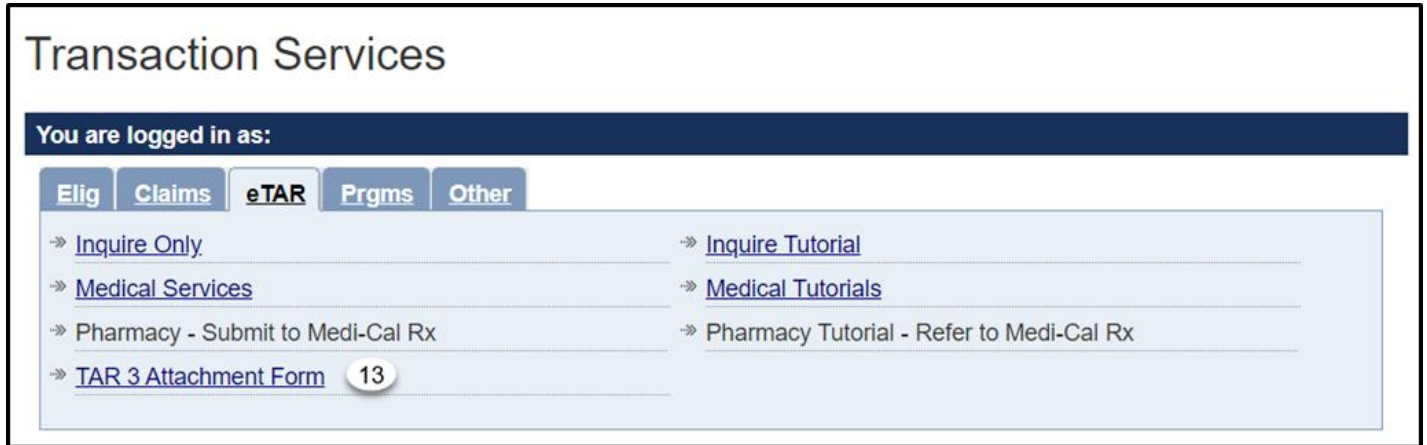 Transaction Services
You are logged in as:
Elig Claims eTAR Prgms Other
Inquire Only Inquire Tutorial
Medical Services Medical Tutorials
Pharmacy - Submit to Medi-Cal Rx Pharmacy Tutorial - Refer to Medi-Cal Rx
TAR 3 Attachment Form 13